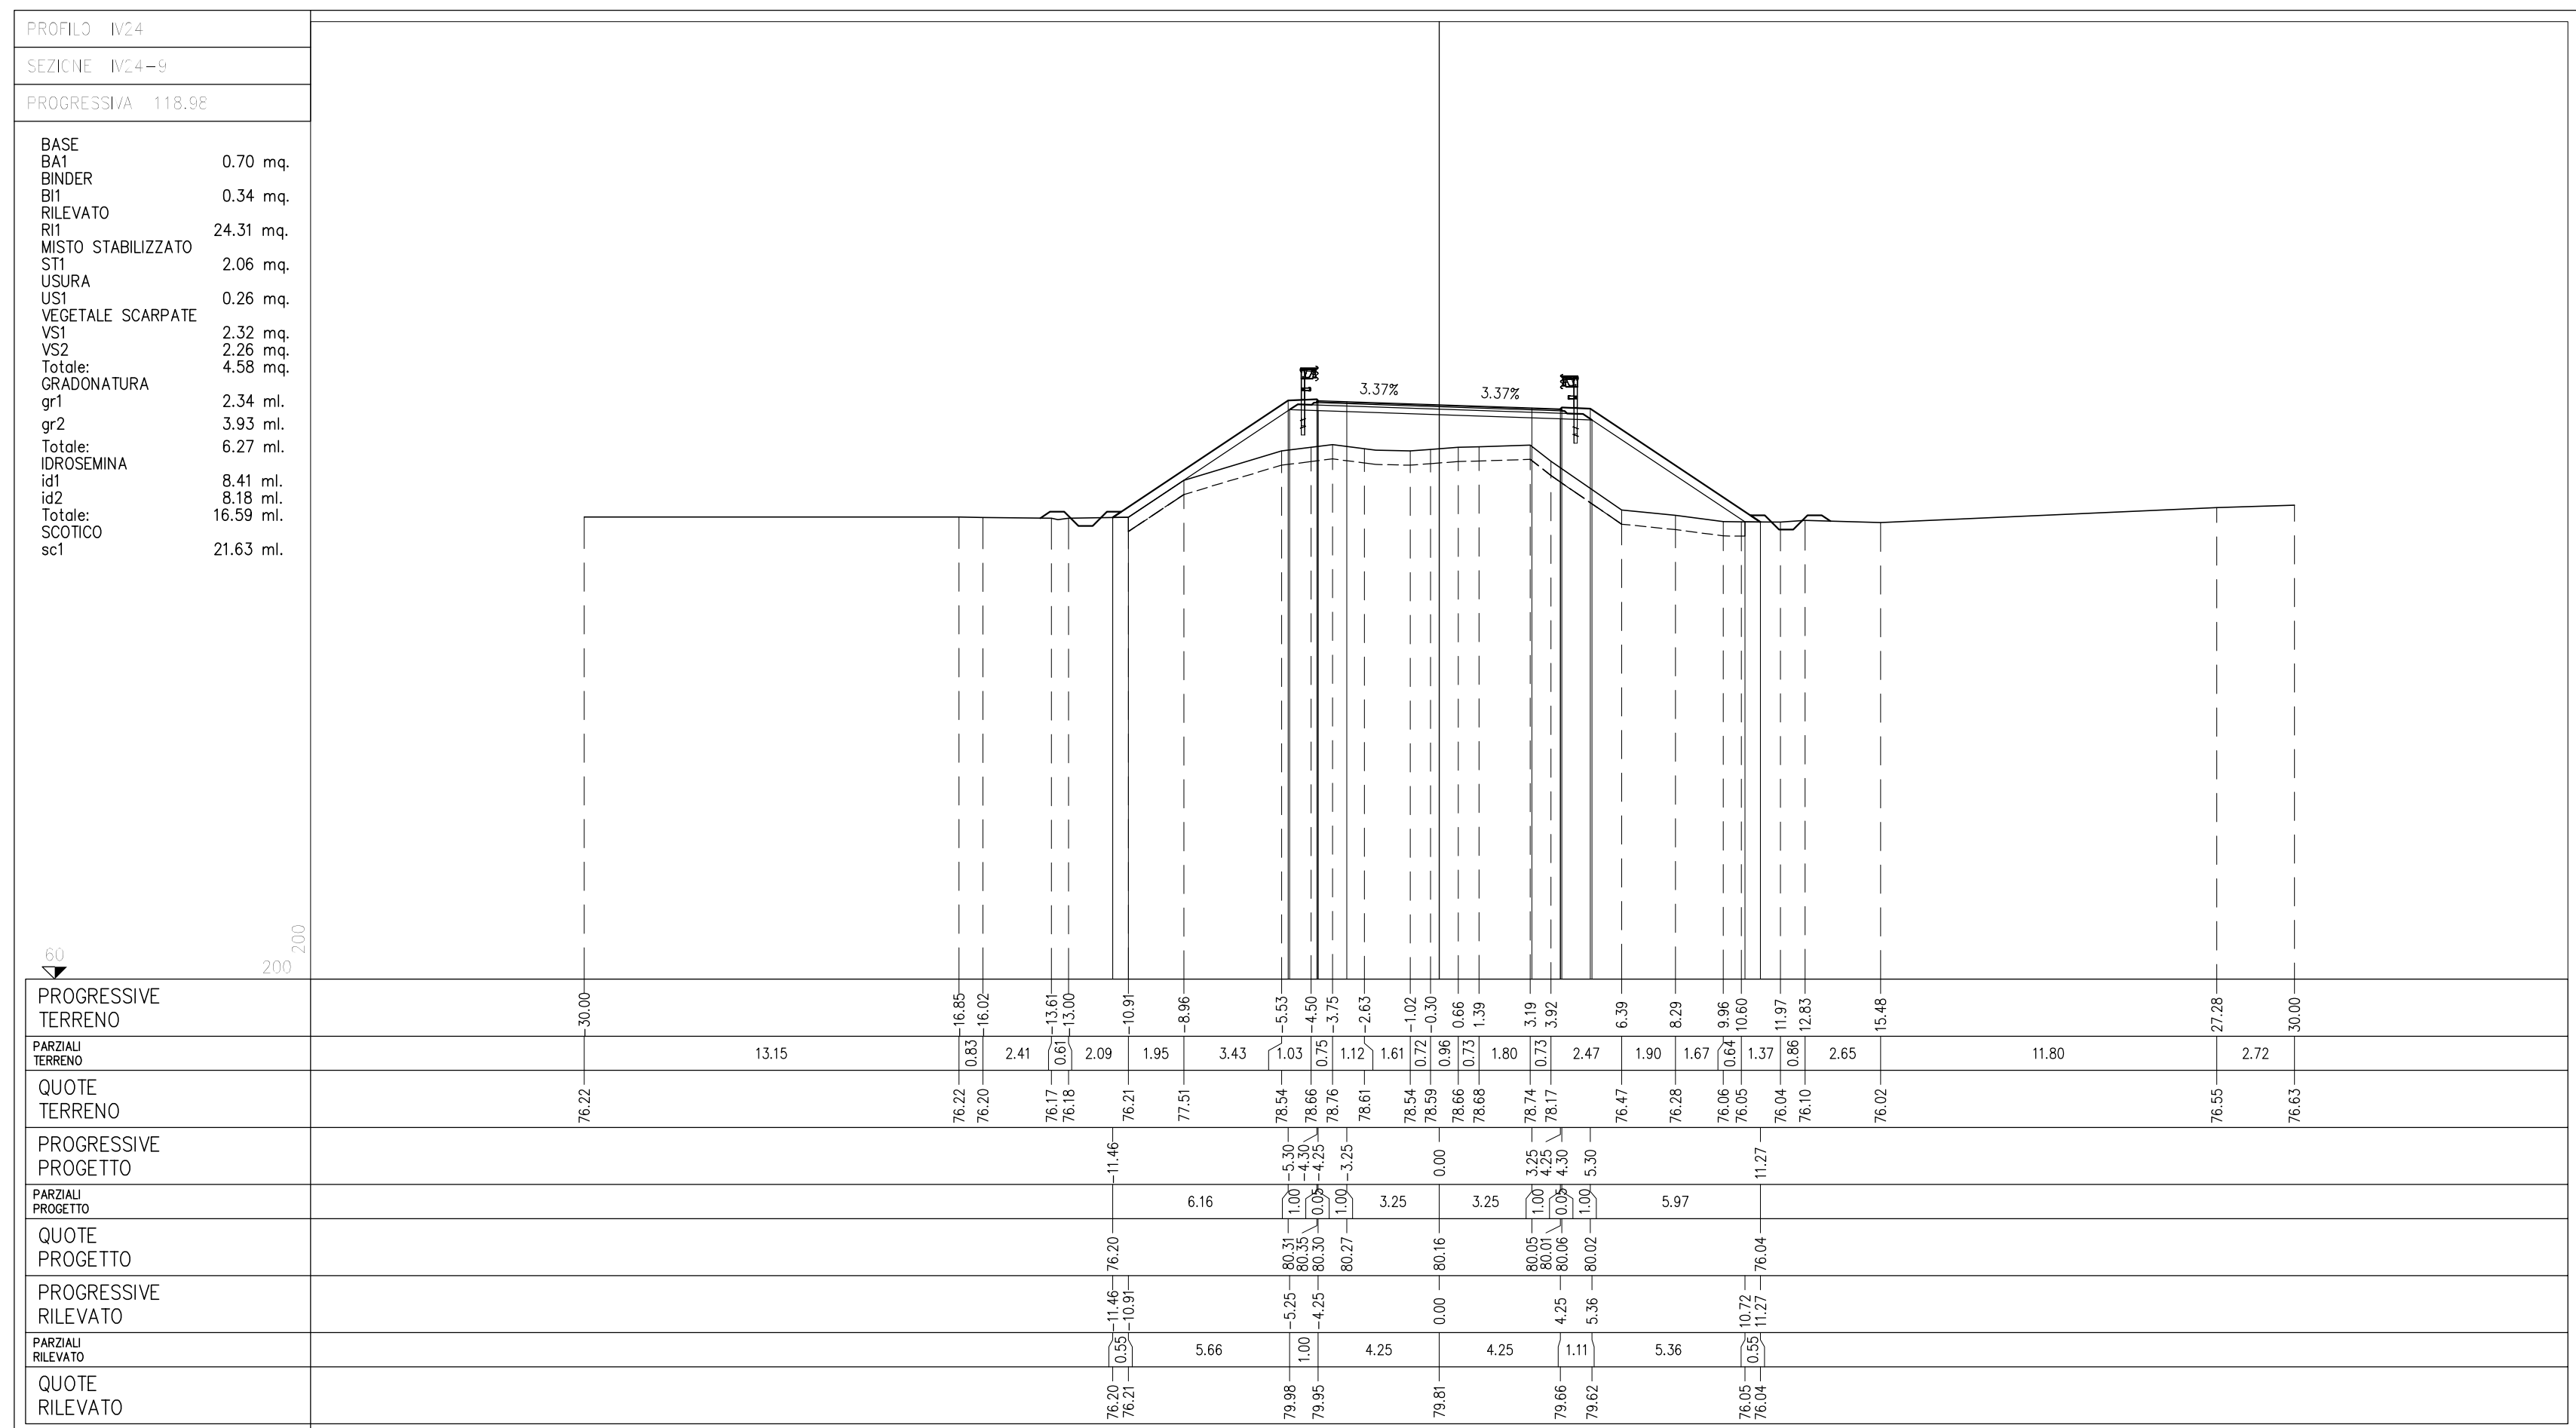 PROFILO IV24
SEZIONE IV24-9
PROGRESSIVA 118.98
BASE
BA1 0.70 mq.
BINDER
BI1 0.34 mq.
RILEVATO
RI1 24.31 mq.
MISTO STABILIZZATO
ST1 2.06 mq.
USURA
US1 0.26 mq.
VEGETALE SCARPATE
VS1 2.32 mq.
VS2 2.26 mq.
Totale: 4.58 mq.
GRADONATURA
gr1 2.34 ml.
gr2 3.93 ml.
Totale: 6.27 ml.
IDROSEMINA
id1 8.41 ml.
id2 8.18 ml.
Totale: 16.59 ml.
SCOTICO
sc1 21.63 ml.
3.37% 3.37%
60 200
200
PROGRESSIVE
TERRENO
-30.00 -16.85 -16.02 -13.61 -13.00 -10.91 -8.96 -5.53 -4.50 -3.75 -2.63 -1.02 -0.30 0.66 1.39 3.19 3.92 6.39 8.29 9.96 10.60 11.97 12.83 15.48 27.28 30.00
PARZIALI
TERRENO
13.15 0.83 2.41 0.61 2.09 1.95 3.43 1.03 0.75 1.12 1.61 0.72 0.96 0.73 1.80 0.73 2.47 1.90 1.67 0.64 1.37 0.86 2.65 11.80 2.72
QUOTE
TERRENO
76.22 76.22 76.20 76.17 76.18 76.21 77.51 78.54 78.66 78.76 78.61 78.54 78.59 78.66 78.68 78.74 78.17 76.47 76.28 76.06 76.05 76.04 76.10 76.02 76.55 76.63
PROGRESSIVE
PROGETTO
-11.46 -5.30 -4.30 -4.25 -3.25 0.00 3.25 4.25 4.30 5.30 11.27
PARZIALI
PROGETTO
6.16 1.00 0.05 1.00 3.25 3.25 1.00 0.05 1.00 5.97
QUOTE
PROGETTO
76.20 80.31 80.35 80.30 80.27 80.16 80.05 80.01 80.06 80.02 76.04
PROGRESSIVE
RILEVATO
-11.46 -10.91 -5.25 -4.25 0.00 4.25 5.36 10.72 11.27
PARZIALI
RILEVATO
0.55 5.66 1.00 4.25 4.25 1.11 5.36 0.55
QUOTE
RILEVATO
76.20 76.21 79.98 79.95 79.81 79.66 79.62 76.05 76.04